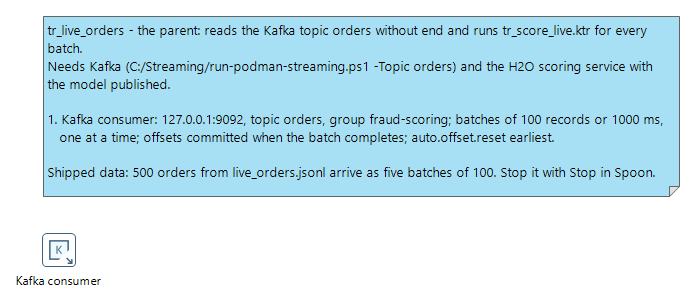 tr_live_orders - the parent: reads the Kafka topic orders without end and runs tr_score_live.ktr for every
batch.
Needs Kafka (C:/Streaming/run-podman-streaming.ps1 -Topic orders) and the H2O scoring service with
the model published.
1. Kafka consumer: 127.0.0.1:9092, topic orders, group fraud-scoring; batches of 100 records or 1000 ms,
one at a time; offsets committed when the batch completes; auto.offset.reset earliest.
Shipped data: 500 orders from live_orders.jsonl arrive as five batches of 100. Stop it with Stop in Spoon.
K
Kafka consumer